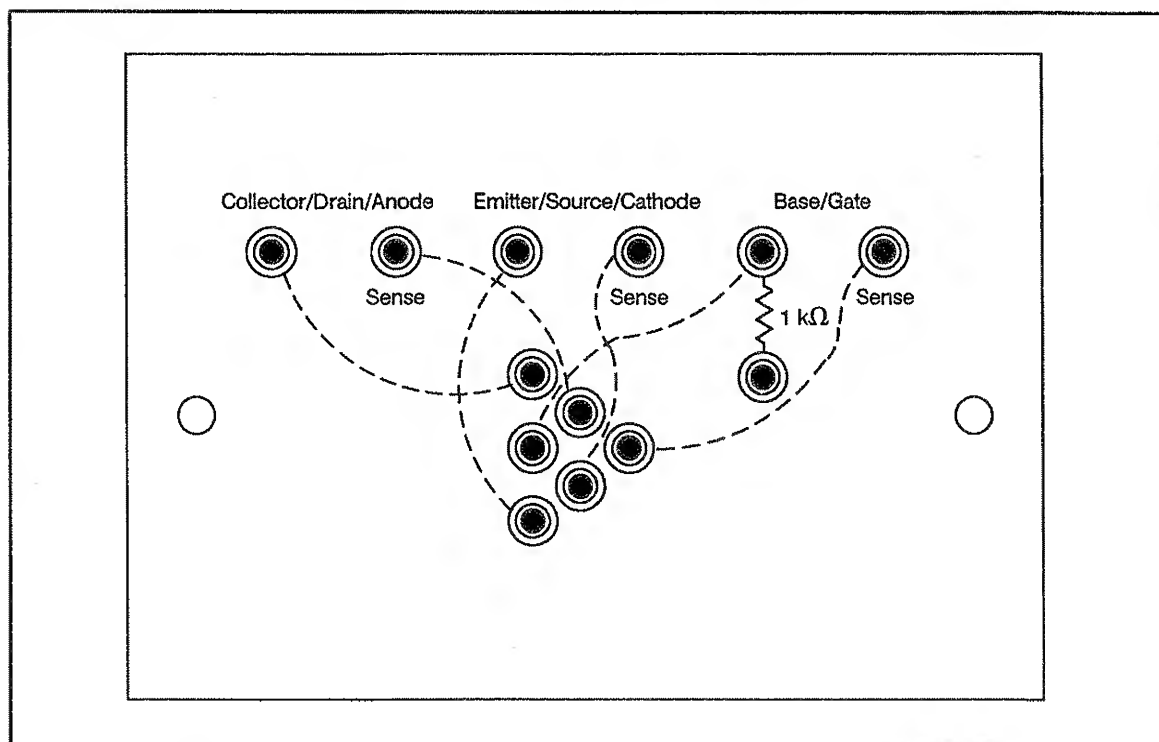 Collector/Drain/Anode Emitter/Source/Cathode Base/Gate
Sense Sense Sense
1 kΩ